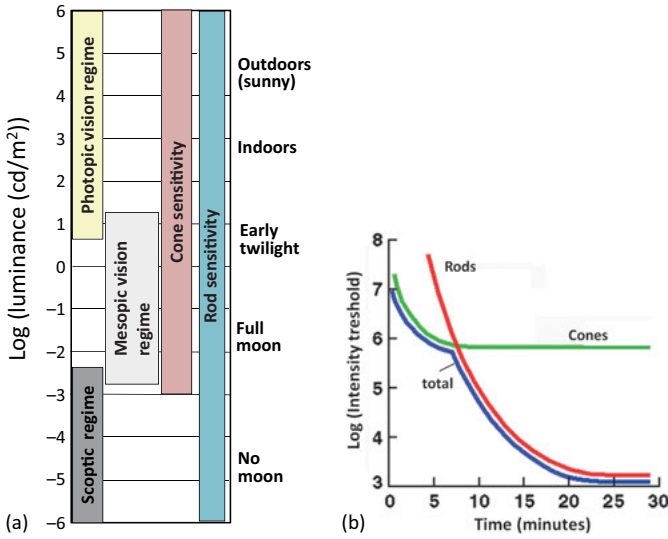 6
5
4
3
2
1
0
−1
−2
−3
−4
−5
−6
Log (luminance (cd/m²))
Photopic vision regime
Scoptic regime
Mesopic vision
regime
Cone sensitivity
Rod sensitivity
Outdoors
(sunny)
Indoors
Early
twilight
Full
moon
No
moon
(a)
8
7
6
5
4
3
Log (Intensity treshold)
Rods
Cones
total
0 5 10 15 20 25 30
Time (minutes)
(b)